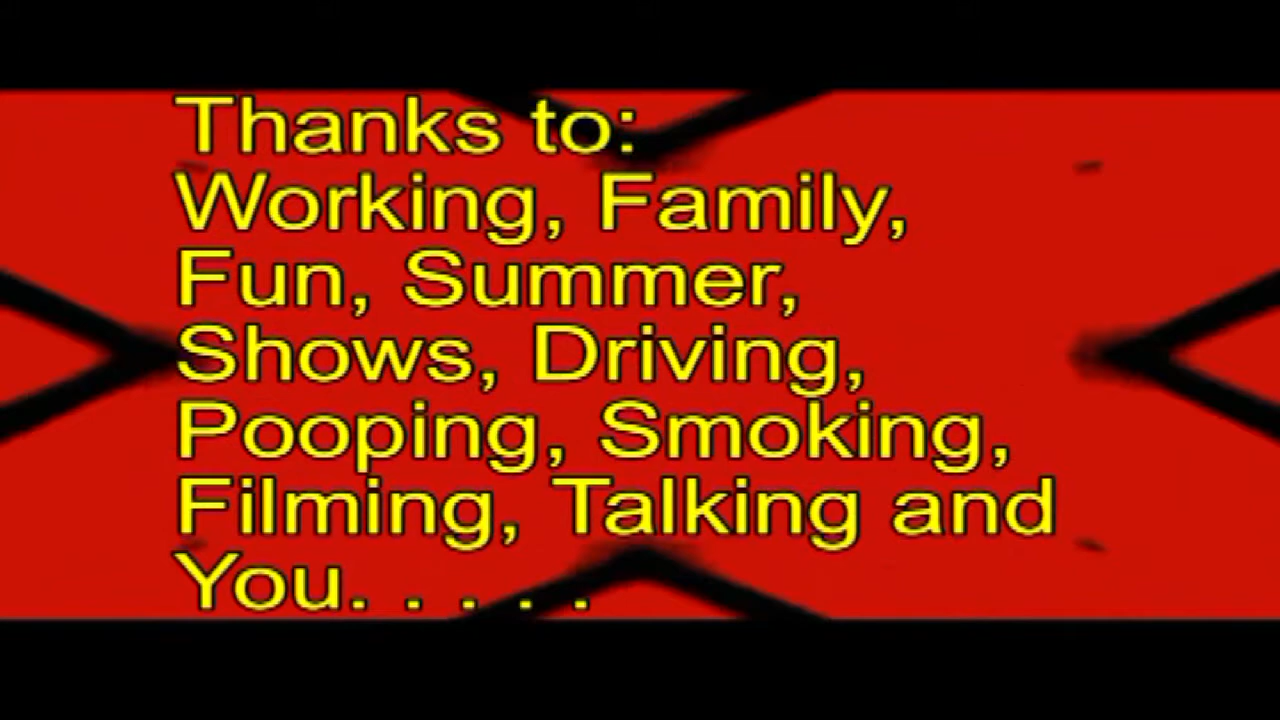 Thanks to:
Working, Family,
Fun, Summer,
Shows, Driving,
Pooping, Smoking,
Filming, Talking and
You. . . . .